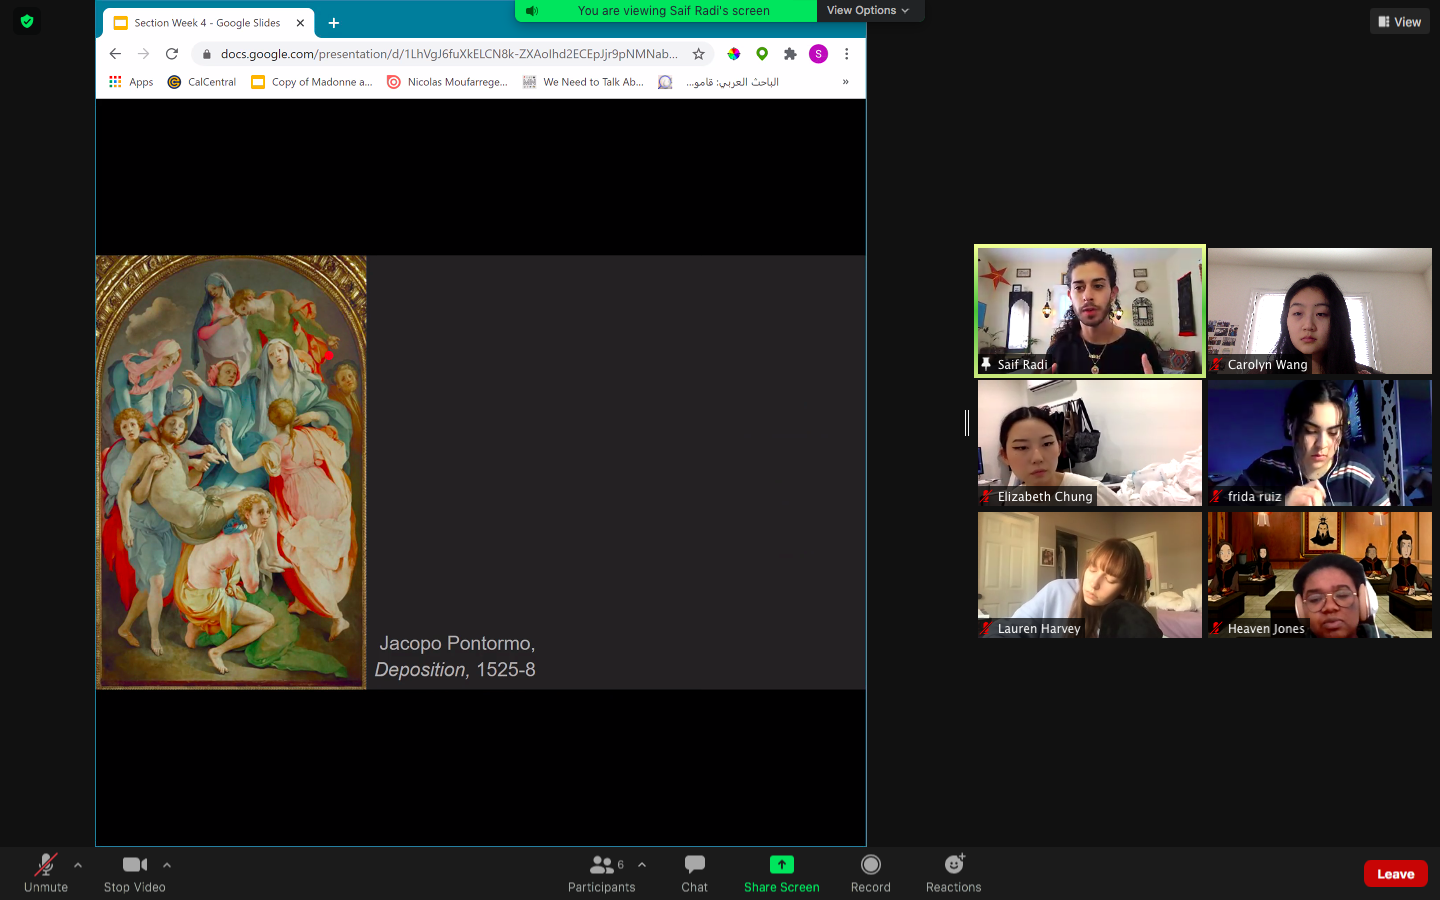 Section Week 4 - Google Slides
You are viewing Saif Radi's screen
View Options
View
docs.google.com/presentation/d/1LhVgJ6fuXkELCN8k-ZXAoIhd2ECEpJjr9pNMNab...
S
Apps
CalCentral
Copy of Madonne a...
Nicolas Moufarrege...
We Need to Talk Ab...
الباحث العربي: قامو...
»
Jacopo Pontormo,
Deposition, 1525-8
Saif Radi
Carolyn Wang
Elizabeth Chung
frida ruiz
Lauren Harvey
Heaven Jones
Unmute
Stop Video
Participants
6
Chat
Share Screen
Record
Reactions
Leave